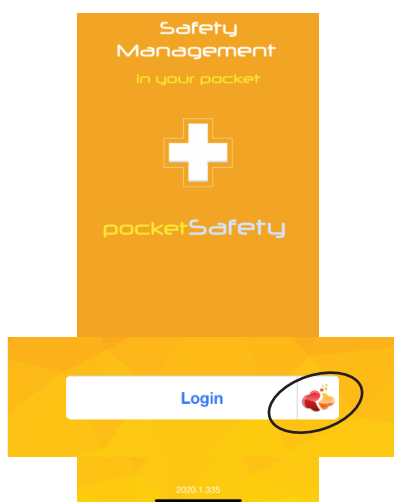 Safety
Management
In your pocket
pocketSafety
Login
2020.1.335